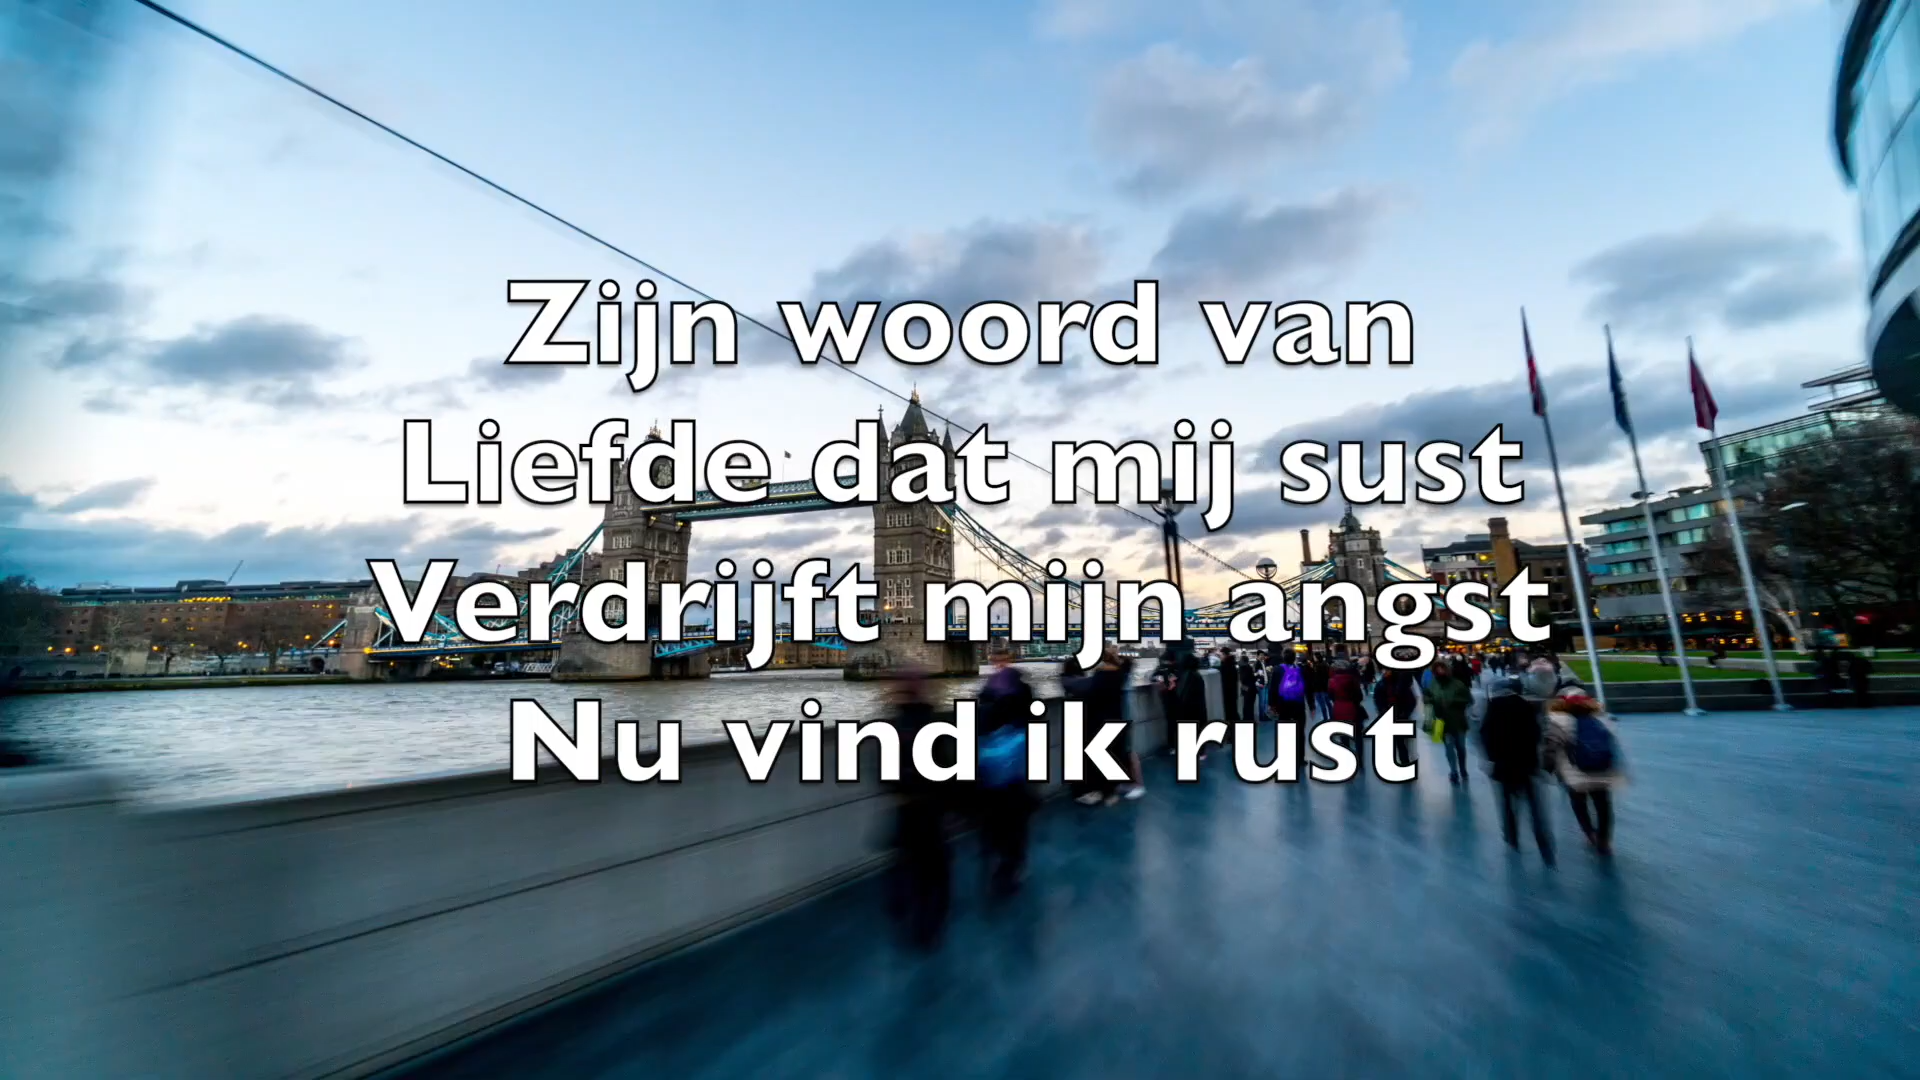 Zijn woord van
Liefde dat mij sust
Verdrijft mijn angst
Nu vind ik rust